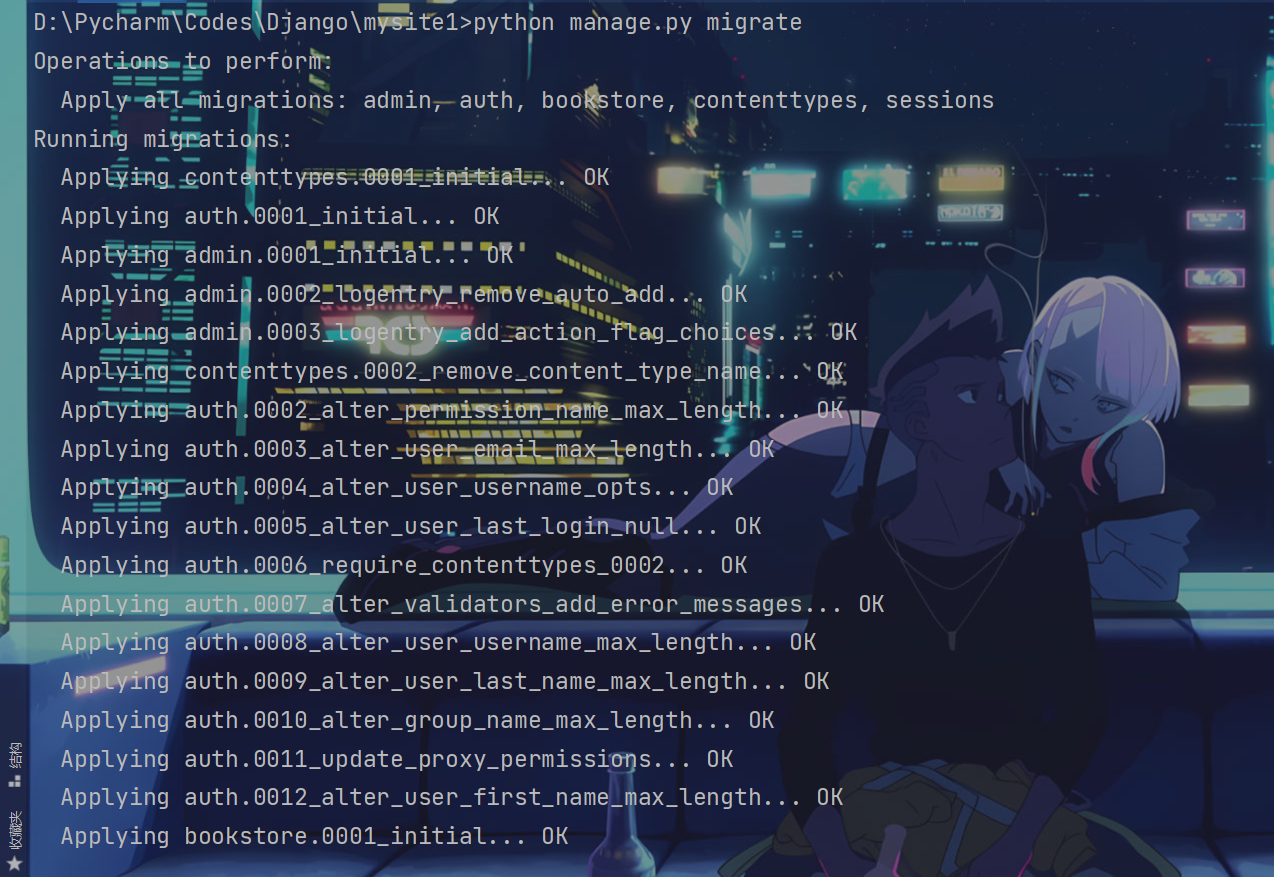 D:\Pycharm\Codes\Django\mysite1>python manage.py migrate
Operations to perform:
  Apply all migrations: admin, auth, bookstore, contenttypes, sessions
Running migrations:
  Applying contenttypes.0001_initial... OK
  Applying auth.0001_initial... OK
  Applying admin.0001_initial... OK
  Applying admin.0002_logentry_remove_auto_add... OK
  Applying admin.0003_logentry_add_action_flag_choices... OK
  Applying contenttypes.0002_remove_content_type_name... OK
  Applying auth.0002_alter_permission_name_max_length... OK
  Applying auth.0003_alter_user_email_max_length... OK
  Applying auth.0004_alter_user_username_opts... OK
  Applying auth.0005_alter_user_last_login_null... OK
  Applying auth.0006_require_contenttypes_0002... OK
  Applying auth.0007_alter_validators_add_error_messages... OK
  Applying auth.0008_alter_user_username_max_length... OK
  Applying auth.0009_alter_user_last_name_max_length... OK
  Applying auth.0010_alter_group_name_max_length... OK
  Applying auth.0011_update_proxy_permissions... OK
  Applying auth.0012_alter_user_first_name_max_length... OK
  Applying bookstore.0001_initial... OK
结构
收藏夹